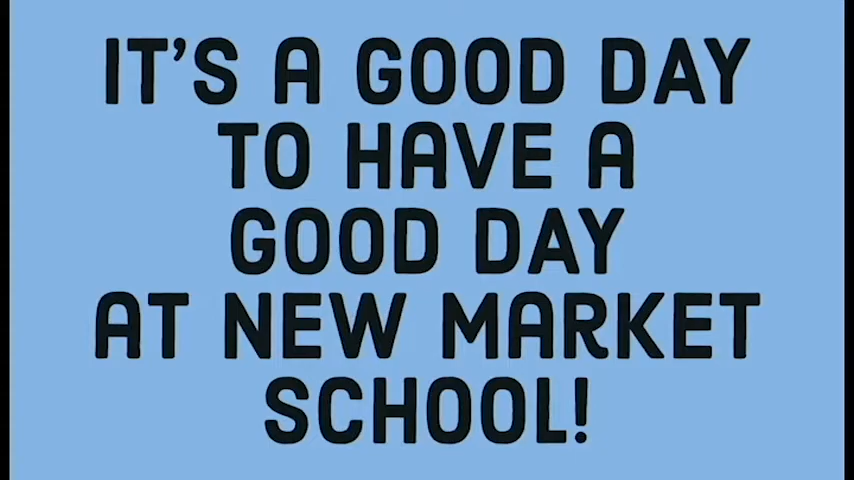 IT'S A GOOD DAY
TO HAVE A
GOOD DAY
AT NEW MARKET
SCHOOL!